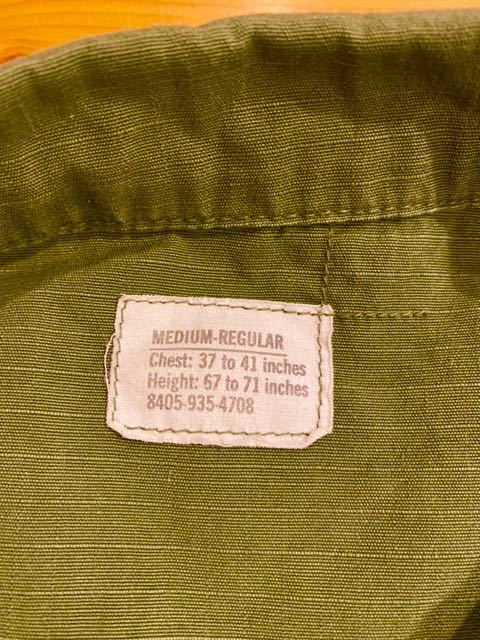 MEDIUM-REGULAR
Chest: 37 to 41 inches
Height: 67 to 71 inches
8405-935-4708